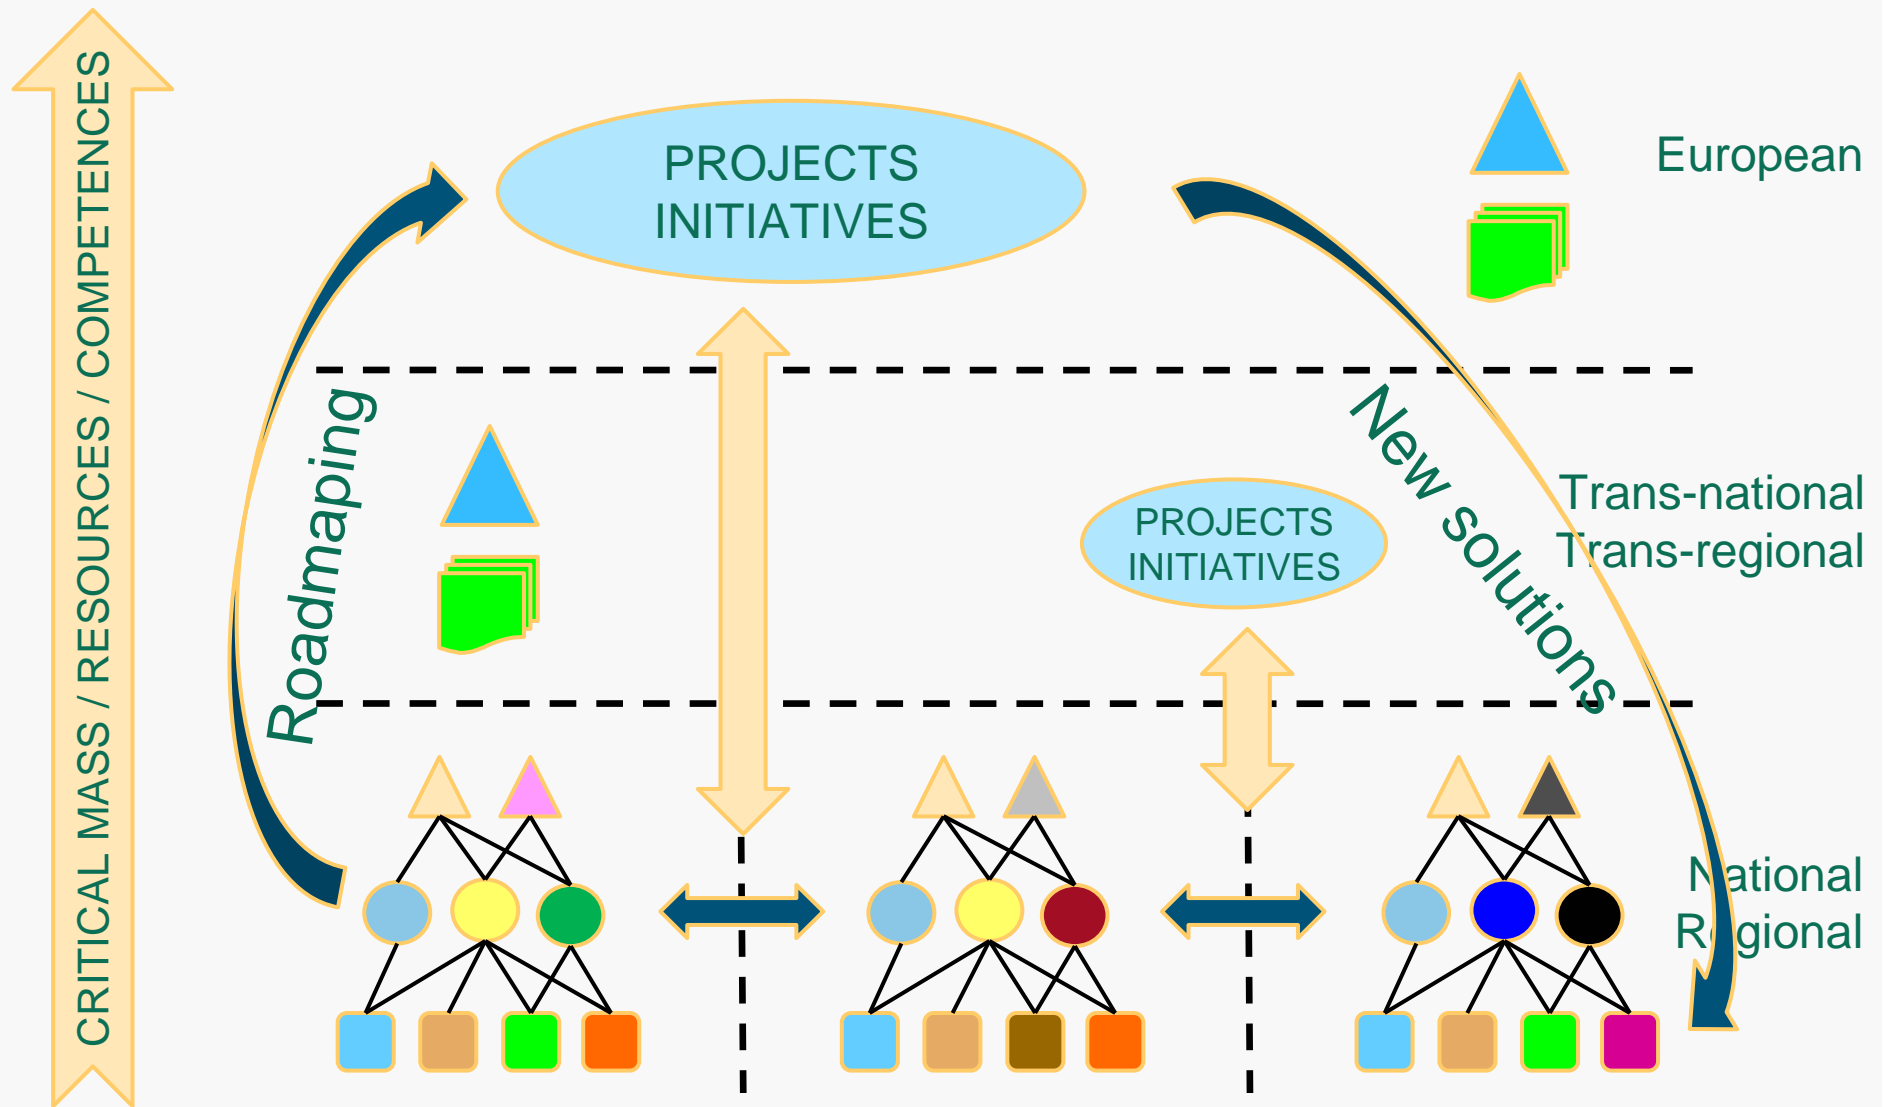 CRITICAL MASS / RESOURCES / COMPETENCES
PROJECTS
INITIATIVES
European
Roadmaping
New solutions
PROJECTS
INITIATIVES
Trans-national
Trans-regional
National
Regional